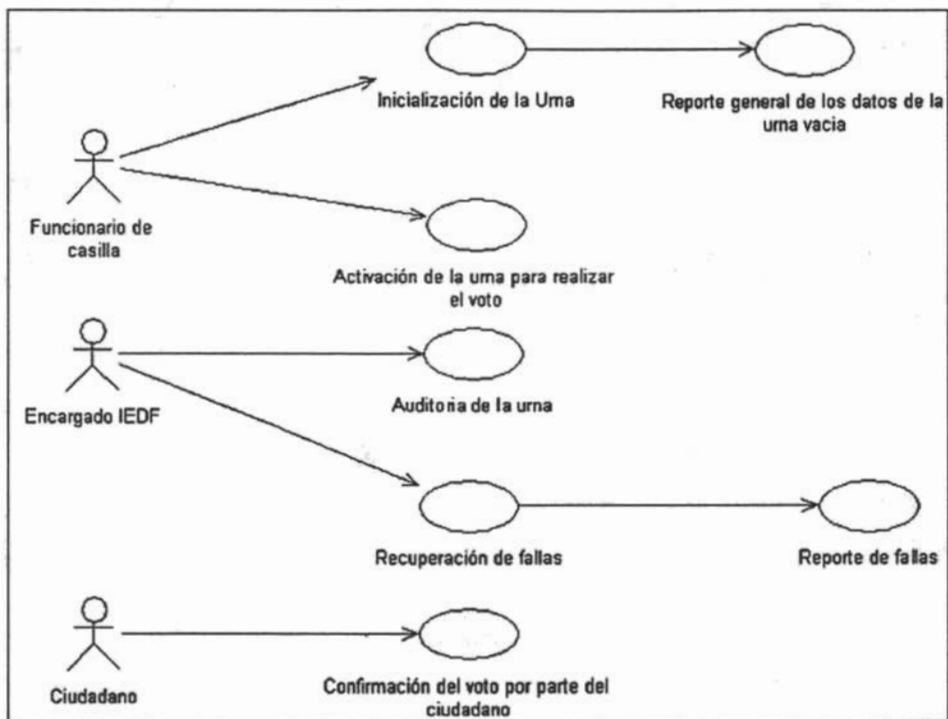 Inicialización de la Urna
Reporte general de los datos de la
urna vacia
Funcionario de
casilla
Activación de la urna para realizar
el voto
Encargado IEDF
Auditoria de la urna
Recuperación de fallas
Reporte de fallas
Ciudadano
Confirmación del voto por parte del
ciudadano